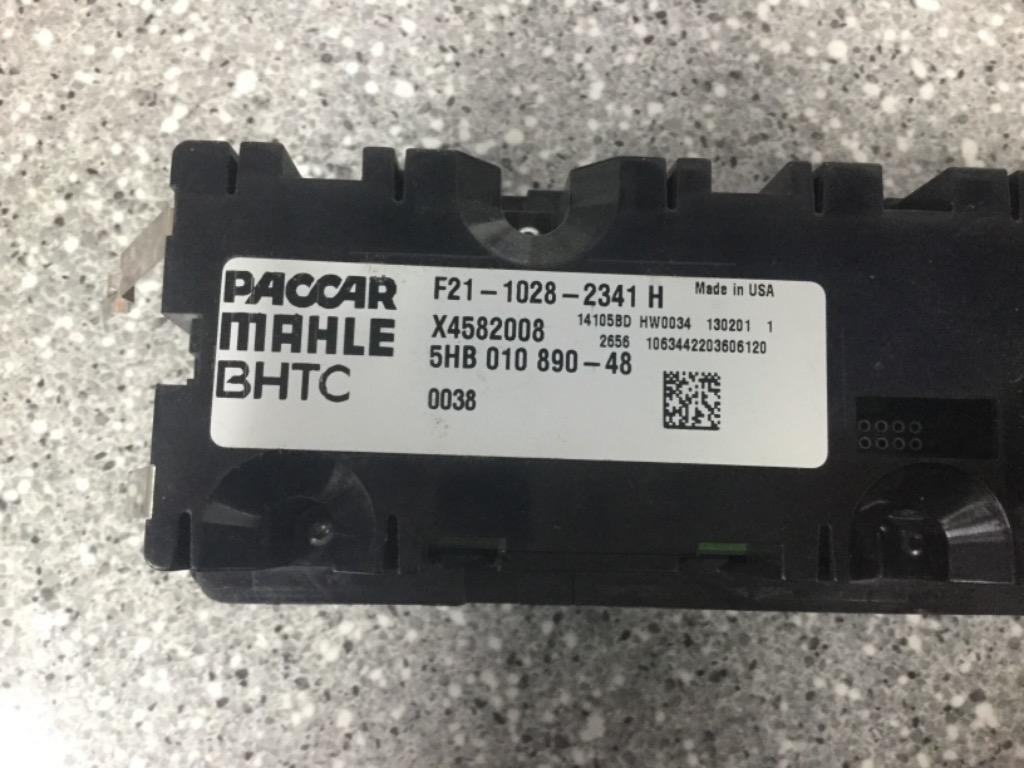 PACCAR
MAHLE
BHTC
F21-1028-2341 H
Made in USA
X4582008
14105BD HW0034 130201 1
2656 1063442203606120
5HB 010 890-48
0038